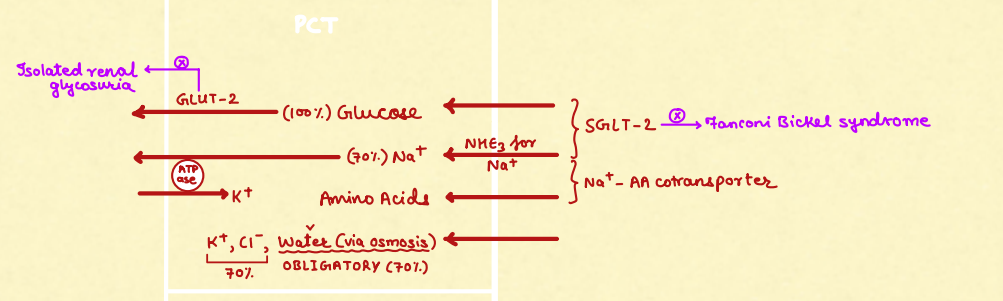 PCT
Isolated renal
glycosuria
GLUT-2
(100%) Glucose
SGLT-2 → Fanconi Bickel syndrome
NHE3 for
Na⁺
(70%) Na⁺
ATP
ase
K⁺
Amino Acids
Na⁺- AA cotransporter
K⁺, Cl⁻, Water (via osmosis)
70%
OBLIGATORY (70%)